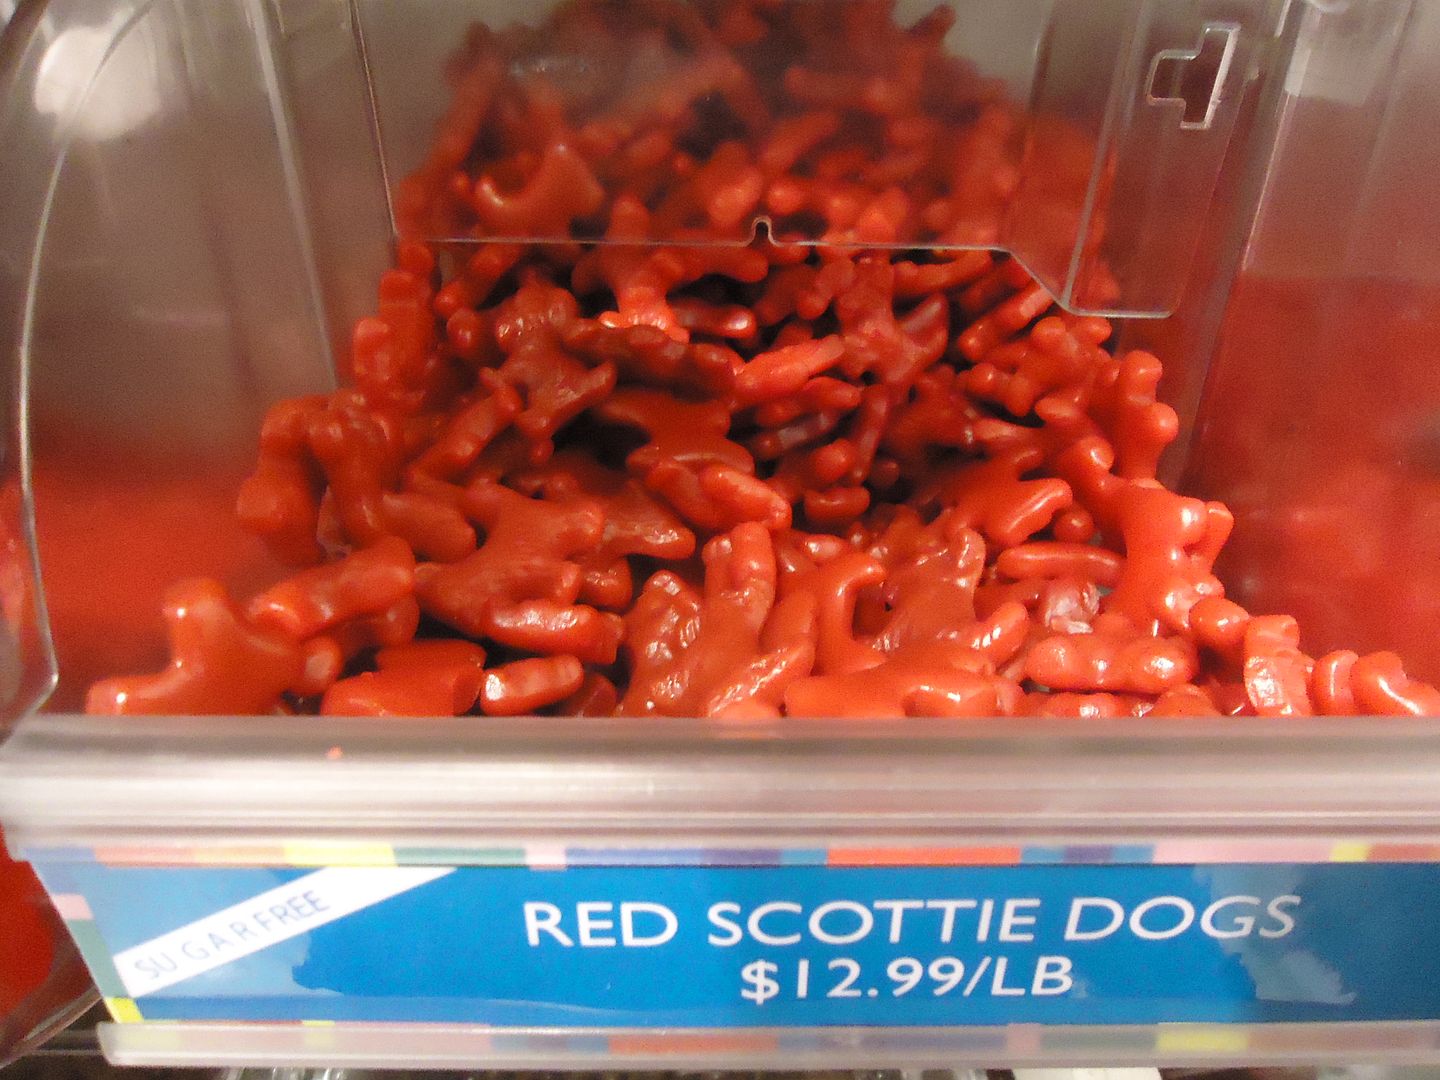 SUGARFREE
RED SCOTTIE DOGS
$12.99/LB